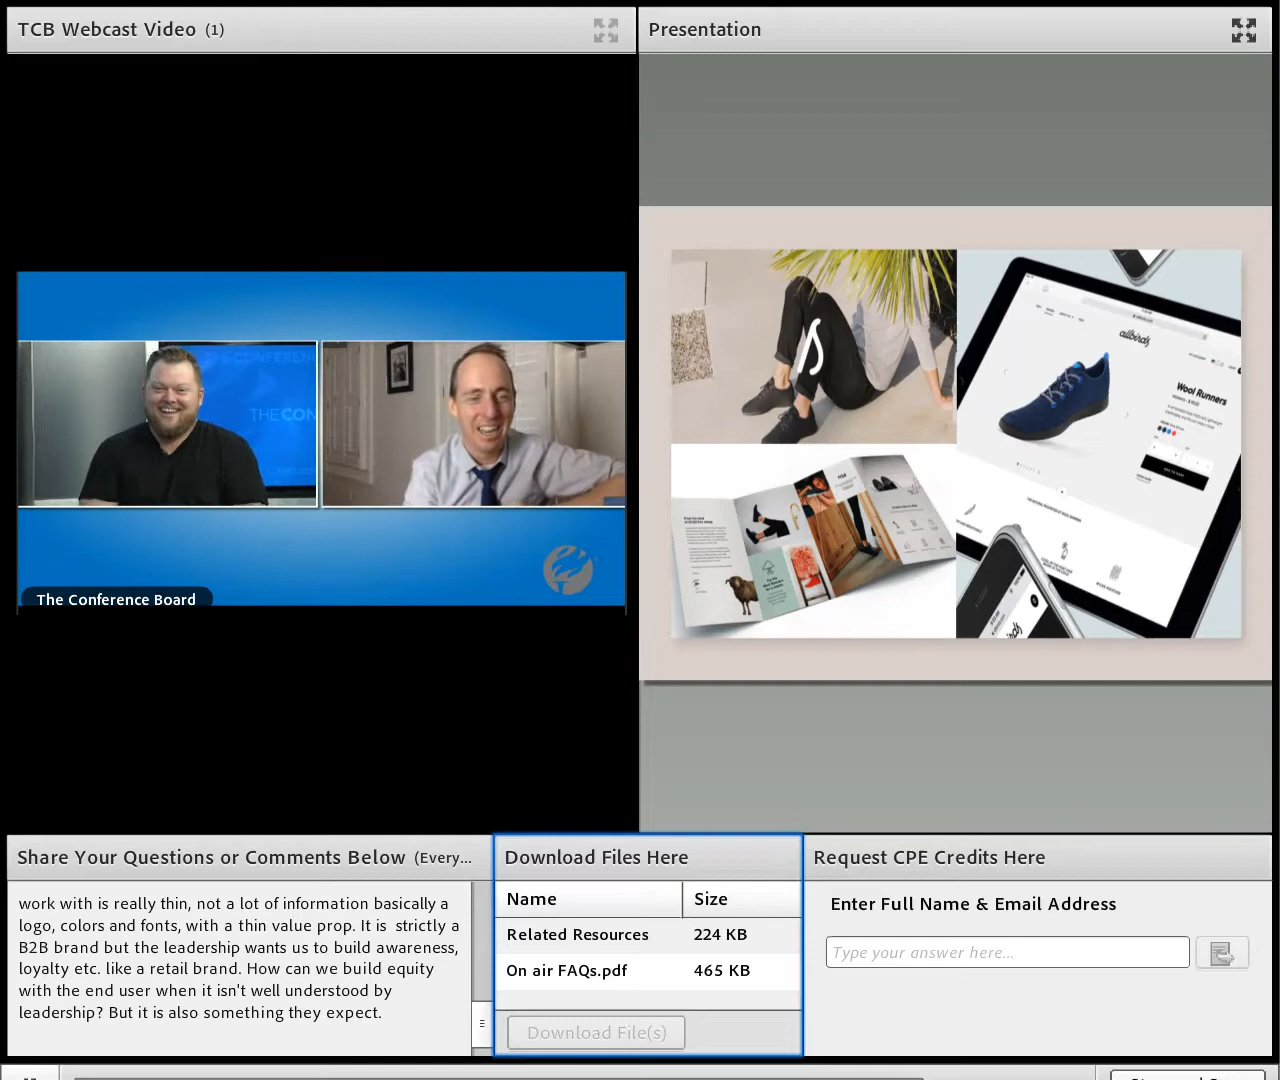 TCB Webcast Video (1)
Presentation
THE CON
The Conference Board
allbirds
Wool Runners
Share Your Questions or Comments Below (Every...
work with is really thin, not a lot of information basically a
logo, colors and fonts, with a thin value prop. It is strictly a
B2B brand but the leadership wants us to build awareness,
loyalty etc. like a retail brand. How can we build equity
with the end user when it isn't well understood by
leadership? But it is also something they expect.
Download Files Here
Name Size
Related Resources 224 KB
On air FAQs.pdf 465 KB
Download File(s)
Request CPE Credits Here
Enter Full Name & Email Address
Type your answer here...